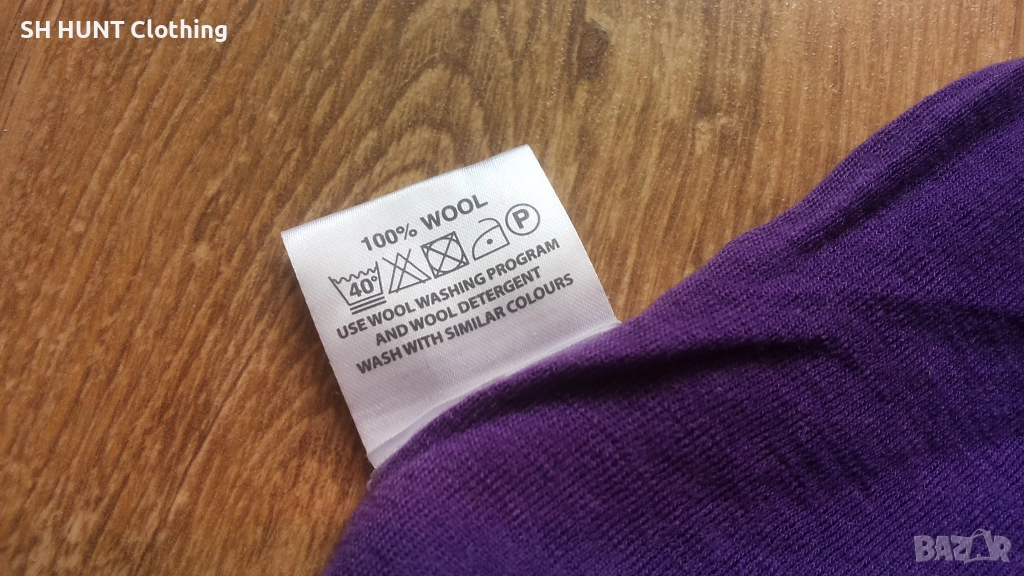 SH HUNT Clothing
100% WOOL
40° P
USE WOOL WASHING PROGRAM
AND WOOL DETERGENT
WASH WITH SIMILAR COLOURS
BAZAR